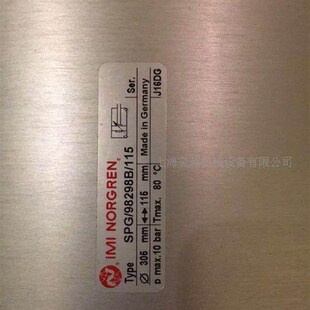 IMI NORGREN®
Type SPG/98298B/115 Ser.
Ø 306 mm ↔ 116 mm Made in Germany J16DG
p max. 10 bar Tmax. 80 °C